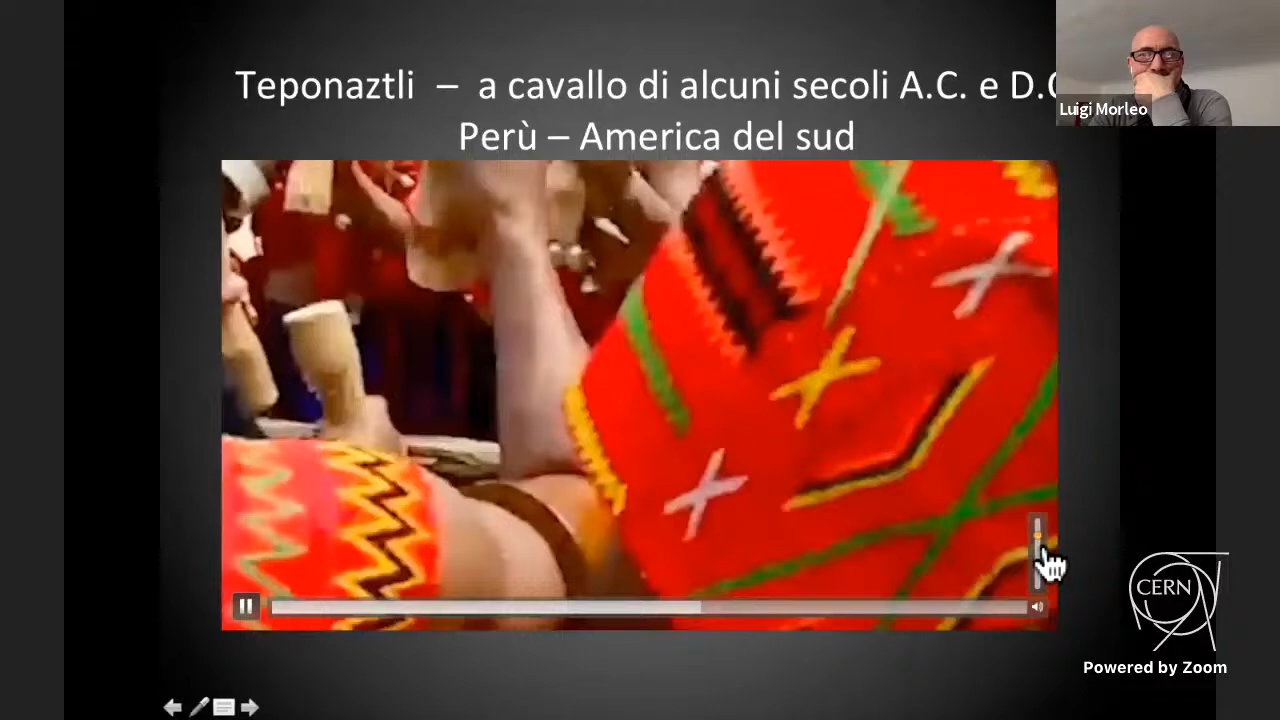 Teponaztli – a cavallo di alcuni secoli A.C. e D.
Perù – America del sud
Luigi Morleo
CERN
Powered by Zoom